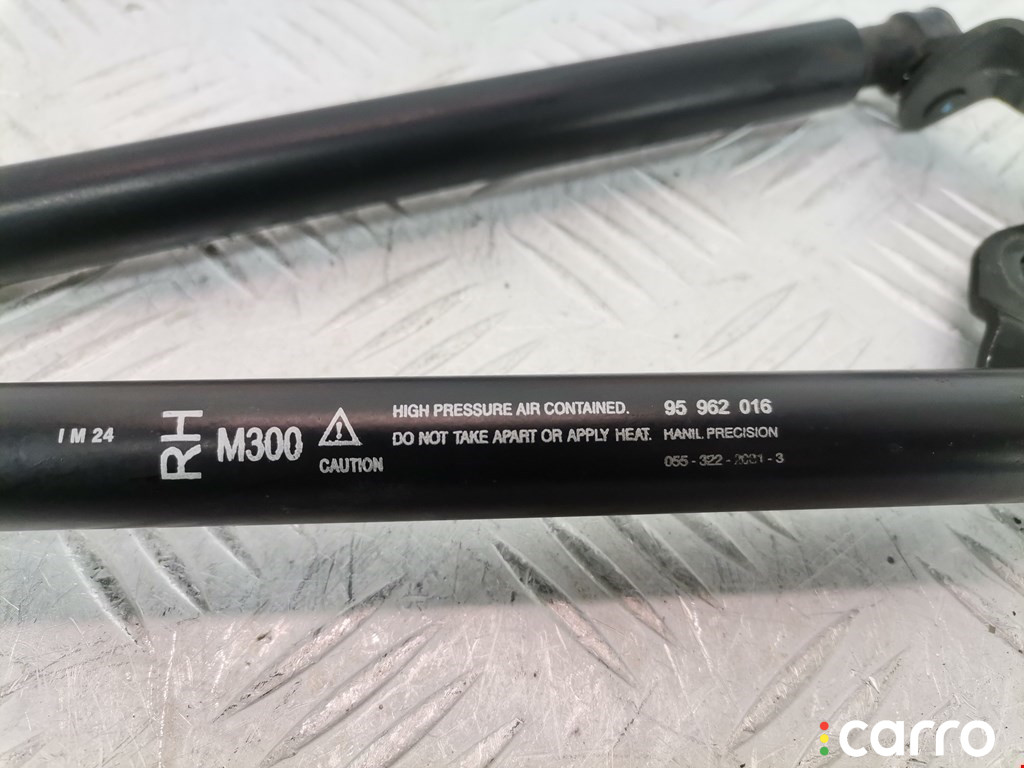 I M 24
RH
M300
CAUTION
HIGH PRESSURE AIR CONTAINED.
DO NOT TAKE APART OR APPLY HEAT.
95 962 016
HANIL PRECISION
carro